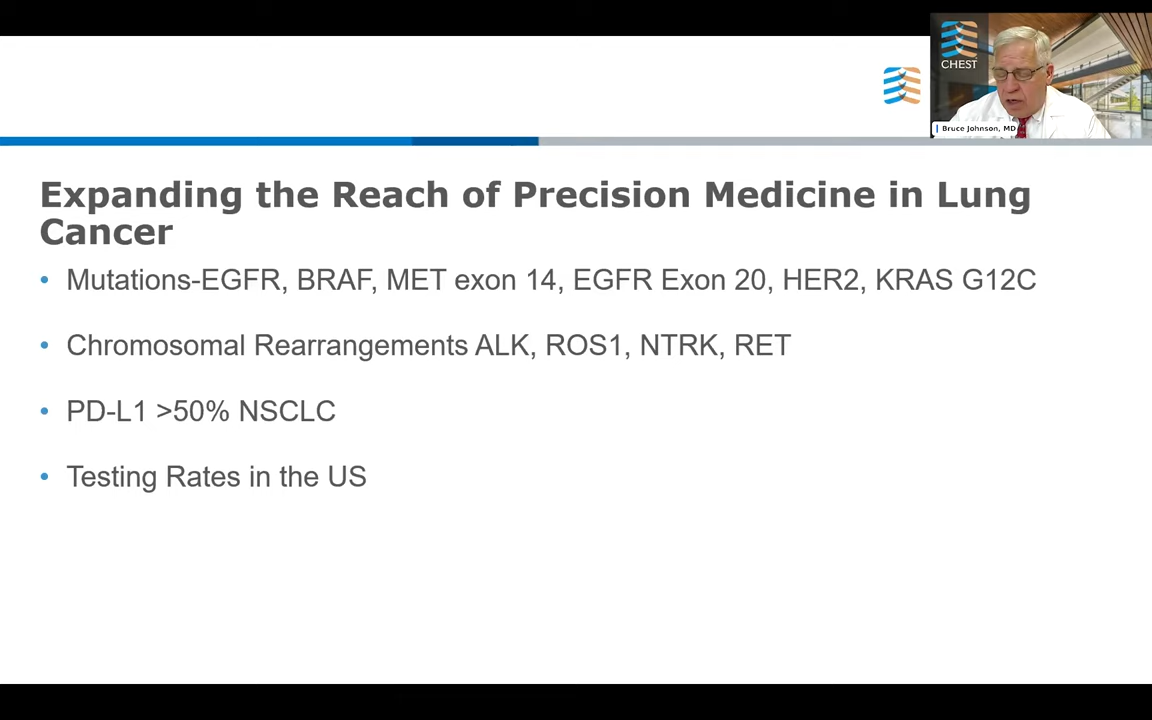 CHEST
Bruce Johnson, MD
Expanding the Reach of Precision Medicine in Lung
Cancer
• Mutations-EGFR, BRAF, MET exon 14, EGFR Exon 20, HER2, KRAS G12C
• Chromosomal Rearrangements ALK, ROS1, NTRK, RET
• PD-L1 >50% NSCLC
• Testing Rates in the US